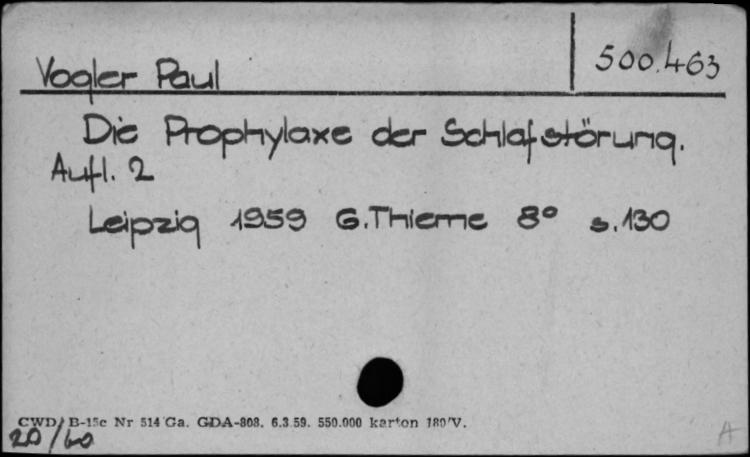 500.463
Vogler Paul
Die Prophylaxe der Schlafstörung.
Aufl. 2
Leipzig 1959 G. Thieme 8° s. 130
CWD/B-15c Nr 514 Ga. GDA-808. 6.3.59. 550.000 karton 180'V.
20/60
A